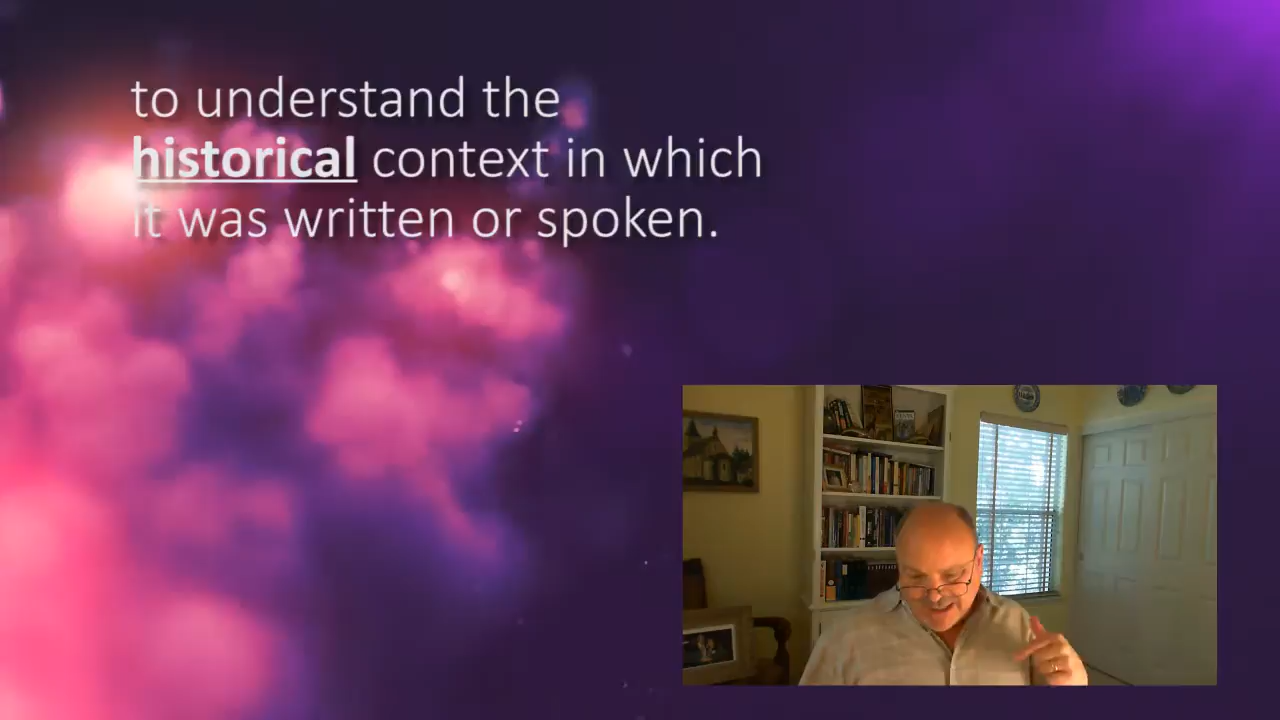 to understand the
historical context in which
it was written or spoken.